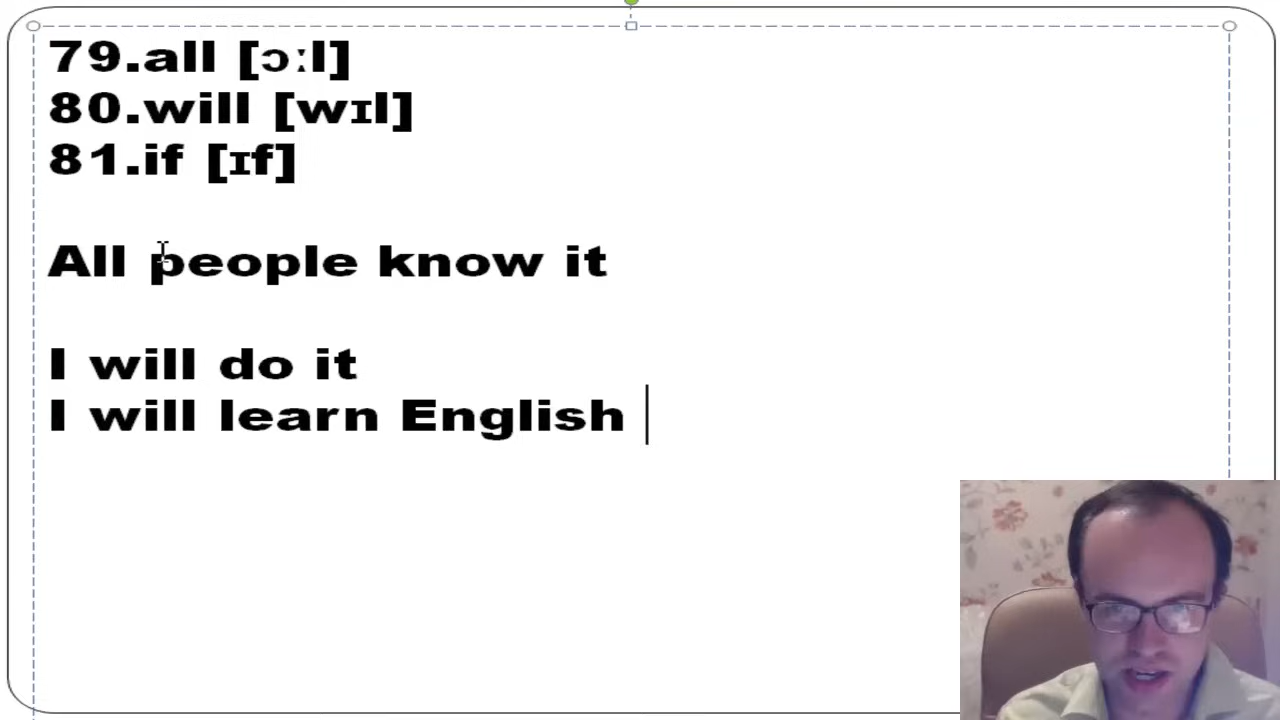 79.all [ɔːl]
80.will [wɪl]
81.if [ɪf]
All people know it
I will do it
I will learn English